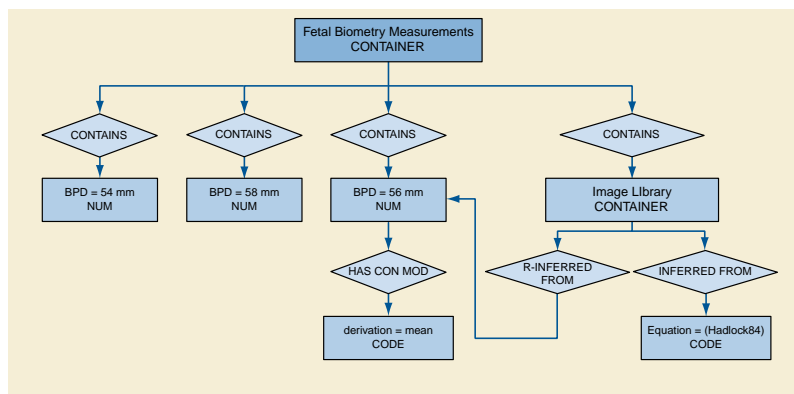 Fetal Biometry Measurements
CONTAINER
CONTAINS
CONTAINS
CONTAINS
CONTAINS
BPD = 54 mm
NUM
BPD = 58 mm
NUM
BPD = 56 mm
NUM
Image LIbrary
CONTAINER
HAS CON MOD
R-INFERRED
FROM
INFERRED FROM
derivation = mean
CODE
Equation = (Hadlock84)
CODE